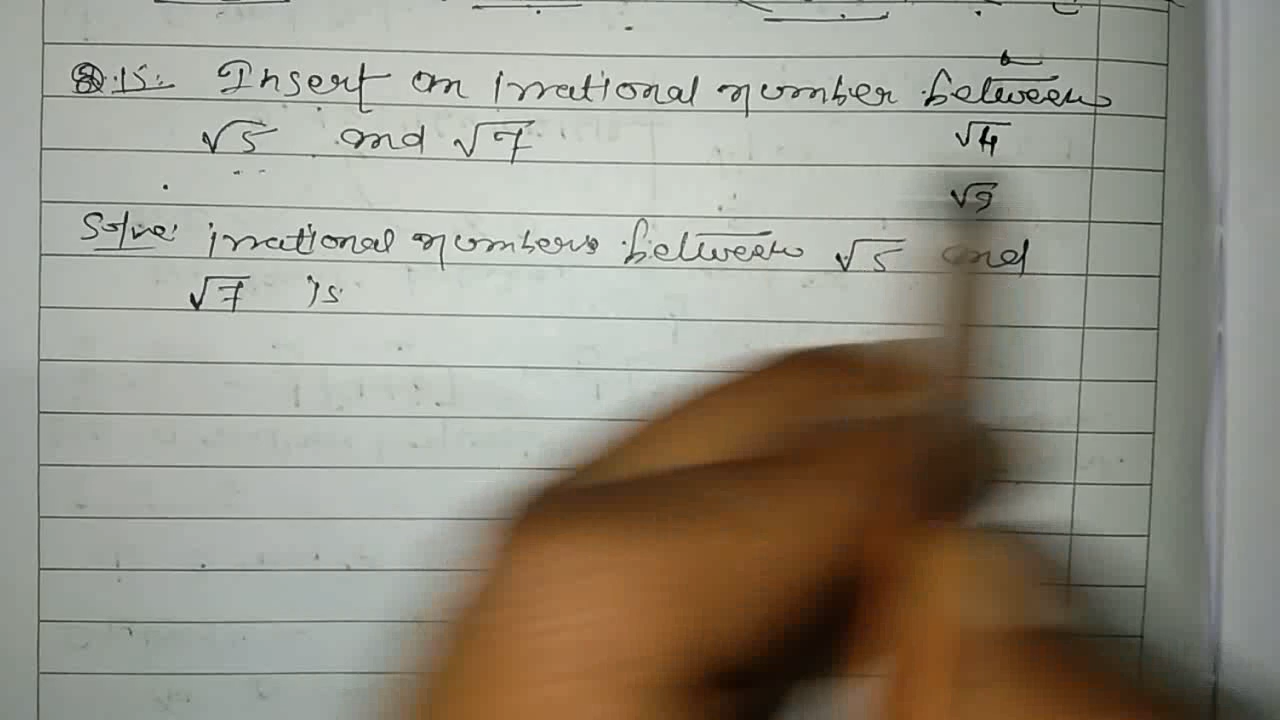 Q.15. Insert an irrational number between
√5 and √7
√4
√9
Solve: irrational numbers between √5 and
√7 is